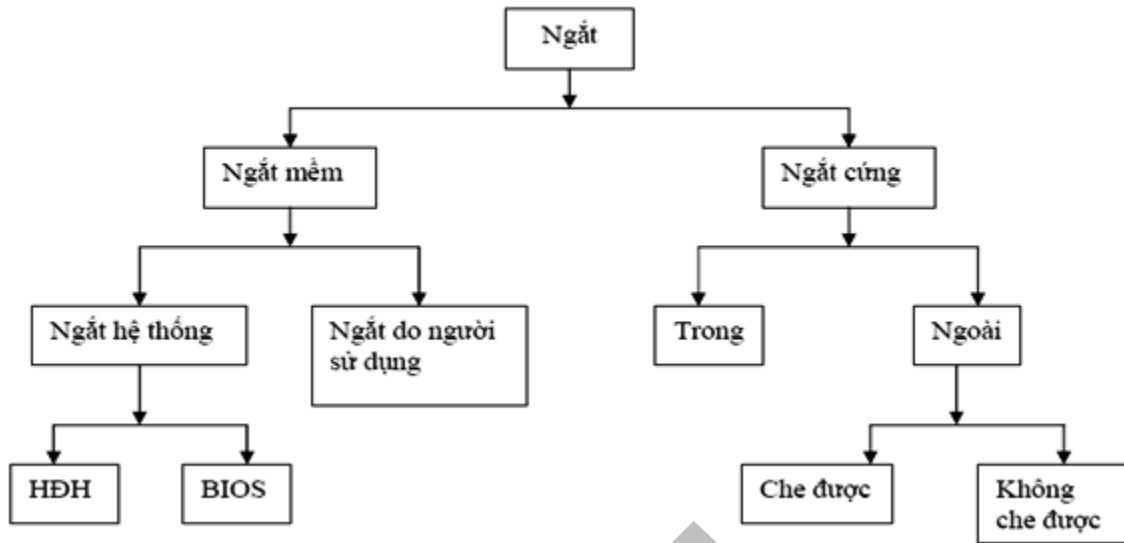 Ngắt
Ngắt mềm
Ngắt cứng
Ngắt hệ thống
Ngắt do người
sử dụng
Trong
Ngoài
HĐH
BIOS
Che được
Không
che được